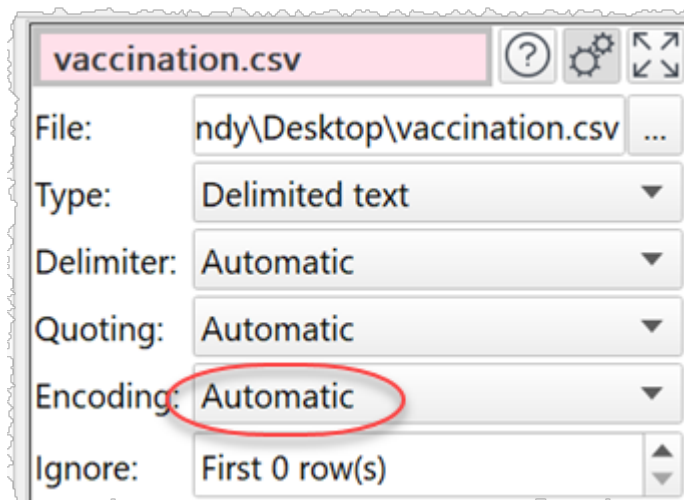 vaccination.csv
File: ndy\Desktop\vaccination.csv ...
Type: Delimited text
Delimiter: Automatic
Quoting: Automatic
Encoding: Automatic
Ignore: First 0 row(s)